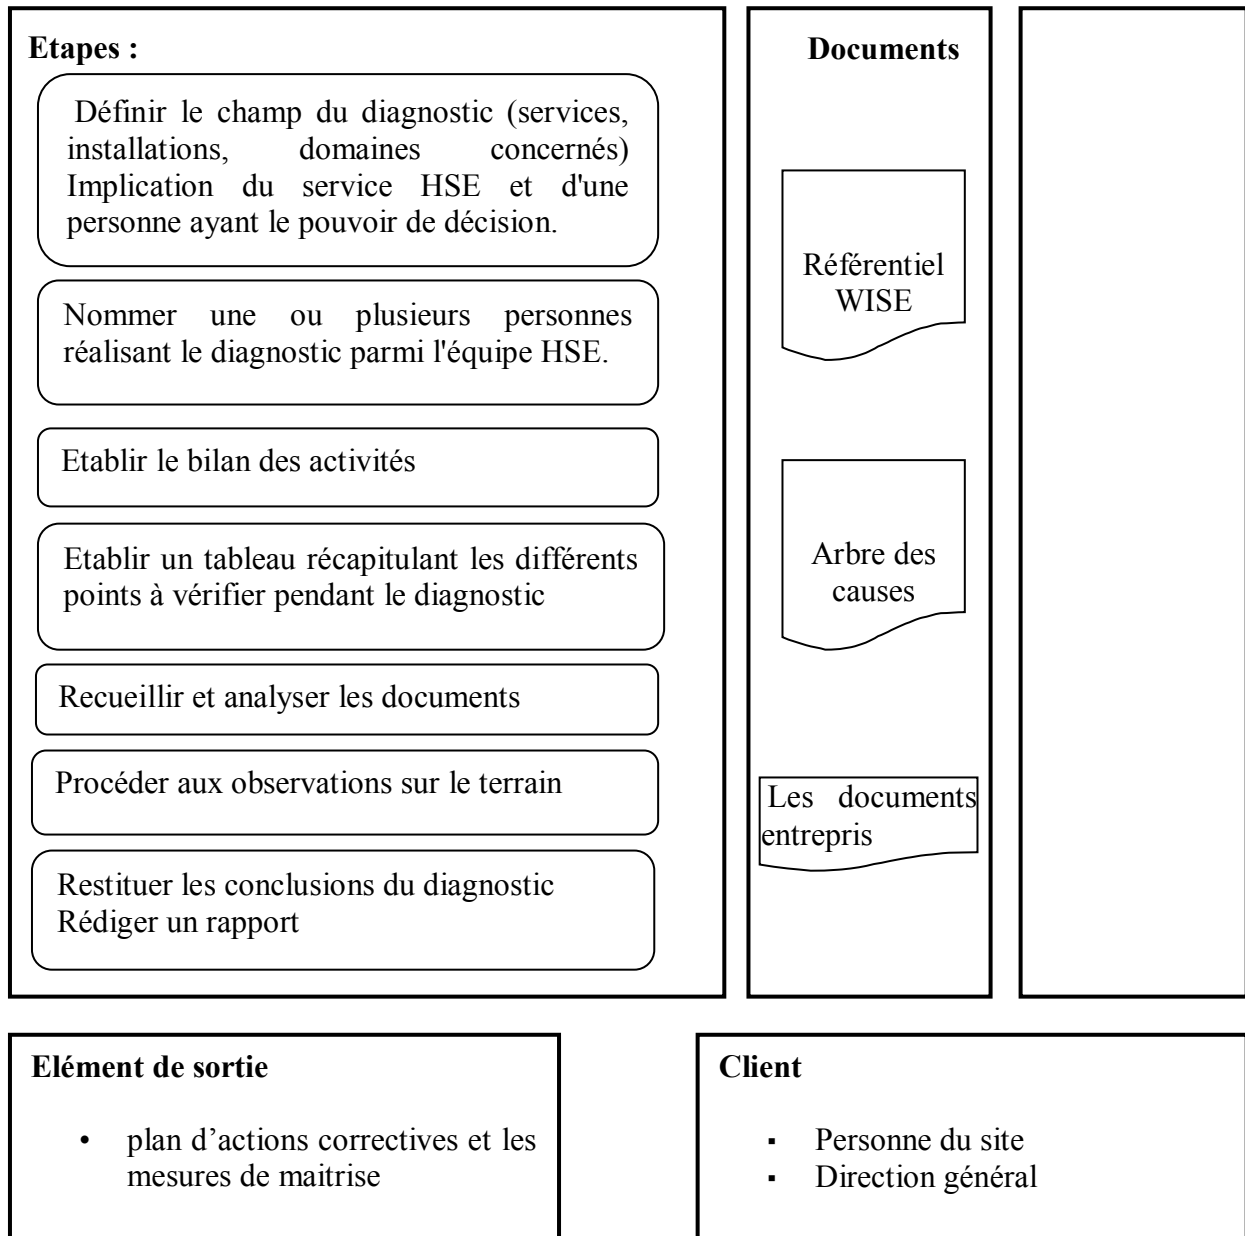 Etapes :
Définir le champ du diagnostic (services,
installations, domaines concernés)
Implication du service HSE et d'une
personne ayant le pouvoir de décision.
Nommer une ou plusieurs personnes
réalisant le diagnostic parmi l'équipe HSE.
Etablir le bilan des activités
Etablir un tableau récapitulant les différents
points à vérifier pendant le diagnostic
Recueillir et analyser les documents
Procéder aux observations sur le terrain
Restituer les conclusions du diagnostic
Rédiger un rapport
Documents
Référentiel
WISE
Arbre des
causes
Les documents
entrepris
Elément de sortie
• plan d’actions correctives et les
mesures de maitrise
Client
▪ Personne du site
▪ Direction général